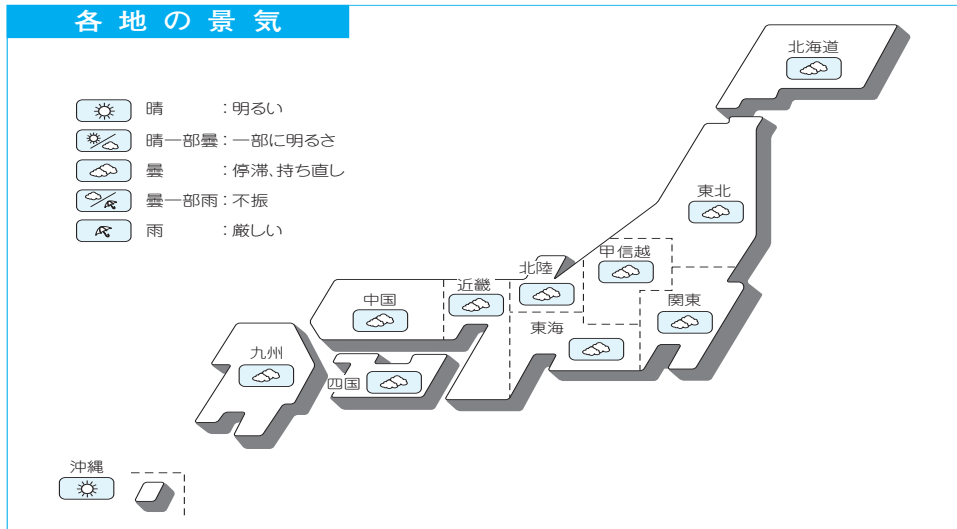 各地の景気
晴　：明るい
晴一部曇：一部に明るさ
曇　：停滞、持ち直し
曇一部雨：不振
雨　：厳しい
北海道
東北
甲信越
北陸
近畿
中国
関東
東海
九州
四国
沖縄